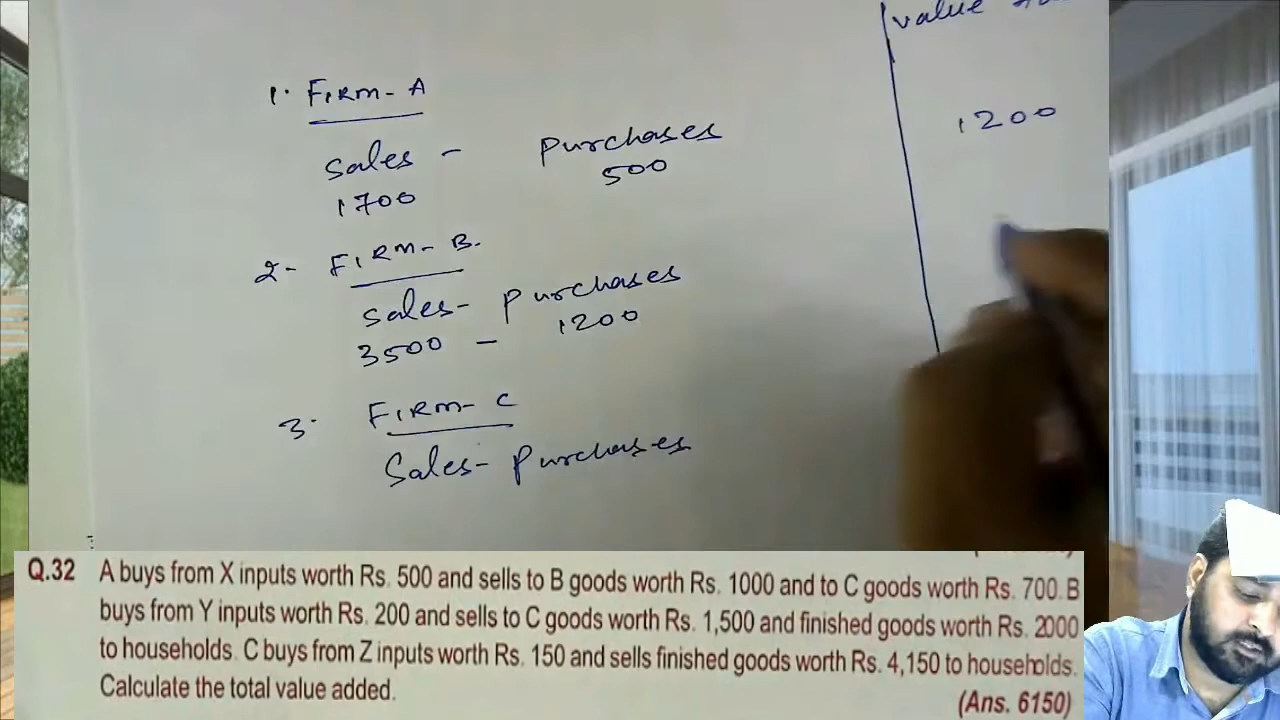 value
1. FIRM- A
1200
Sales - Purchases
1700 500
2- FIRM- B.
Sales- Purchases
3500 - 1200
3. FIRM- C
Sales- Purchases
Q.32 A buys from X inputs worth Rs. 500 and sells to B goods worth Rs. 1000 and to C goods worth Rs. 700. B
buys from Y inputs worth Rs. 200 and sells to C goods worth Rs. 1,500 and finished goods worth Rs. 2000
to households. C buys from Z inputs worth Rs. 150 and sells finished goods worth Rs. 4,150 to households.
Calculate the total value added.
(Ans. 6150)